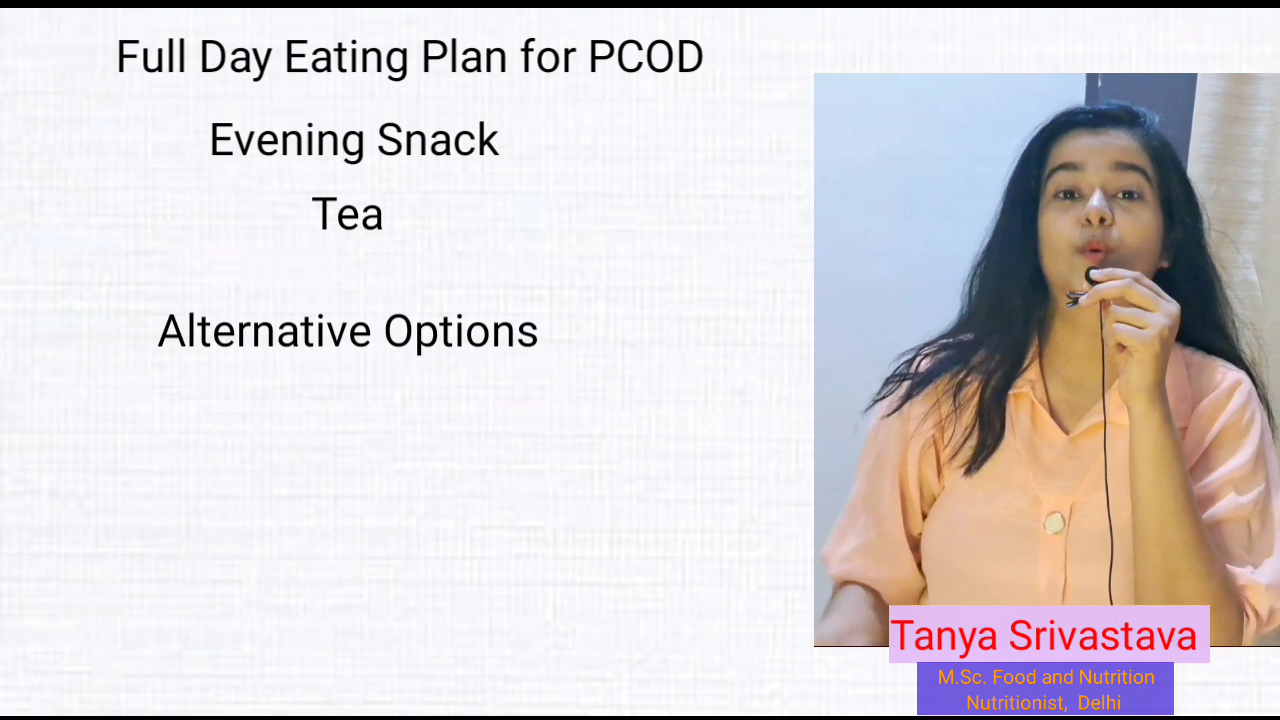 Full Day Eating Plan for PCOD
Evening Snack
Tea
Alternative Options
Tanya Srivastava
M.Sc. Food and Nutrition
Nutritionist, Delhi